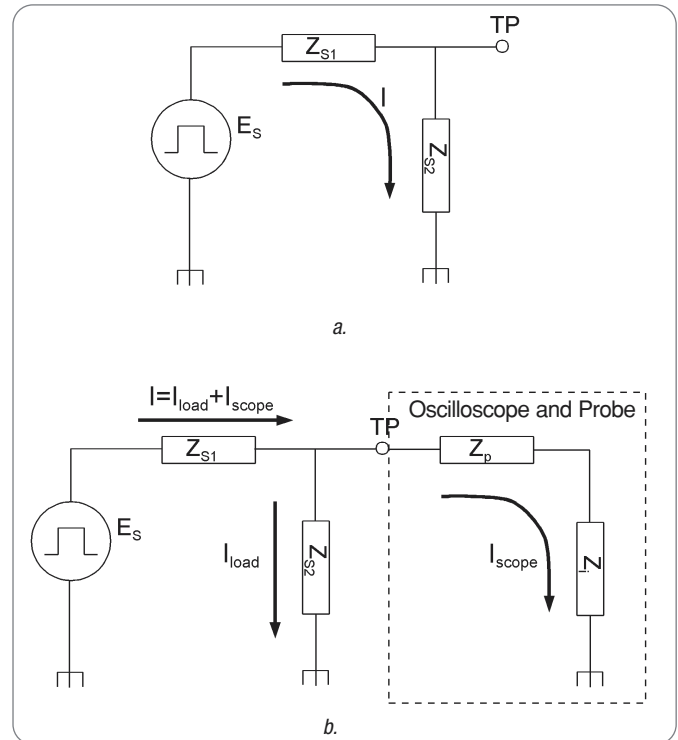 TP
Z_S1
I
E_S
Z_S2
a.
I=I_load+I_scope
Oscilloscope and Probe
TP
Z_S1
Z_p
E_S
I_load
Z_S2
I_scope
Z_i
b.